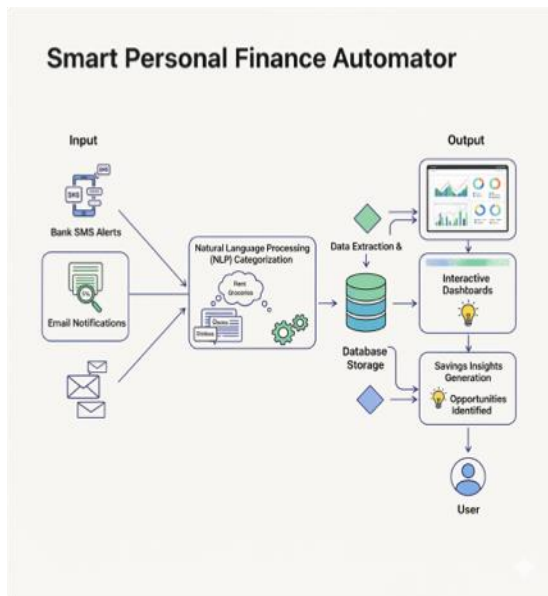 Smart Personal Finance Automator
Input
SMS
SMS
Bank SMS Alerts
Email Notifications
Natural Language Processing
(NLP) Categorization
Rent
Groceries
Data Extraction &
Database
Storage
Output
Interactive
Dashboards
Savings Insights
Generation
Opportunities
Identified
User